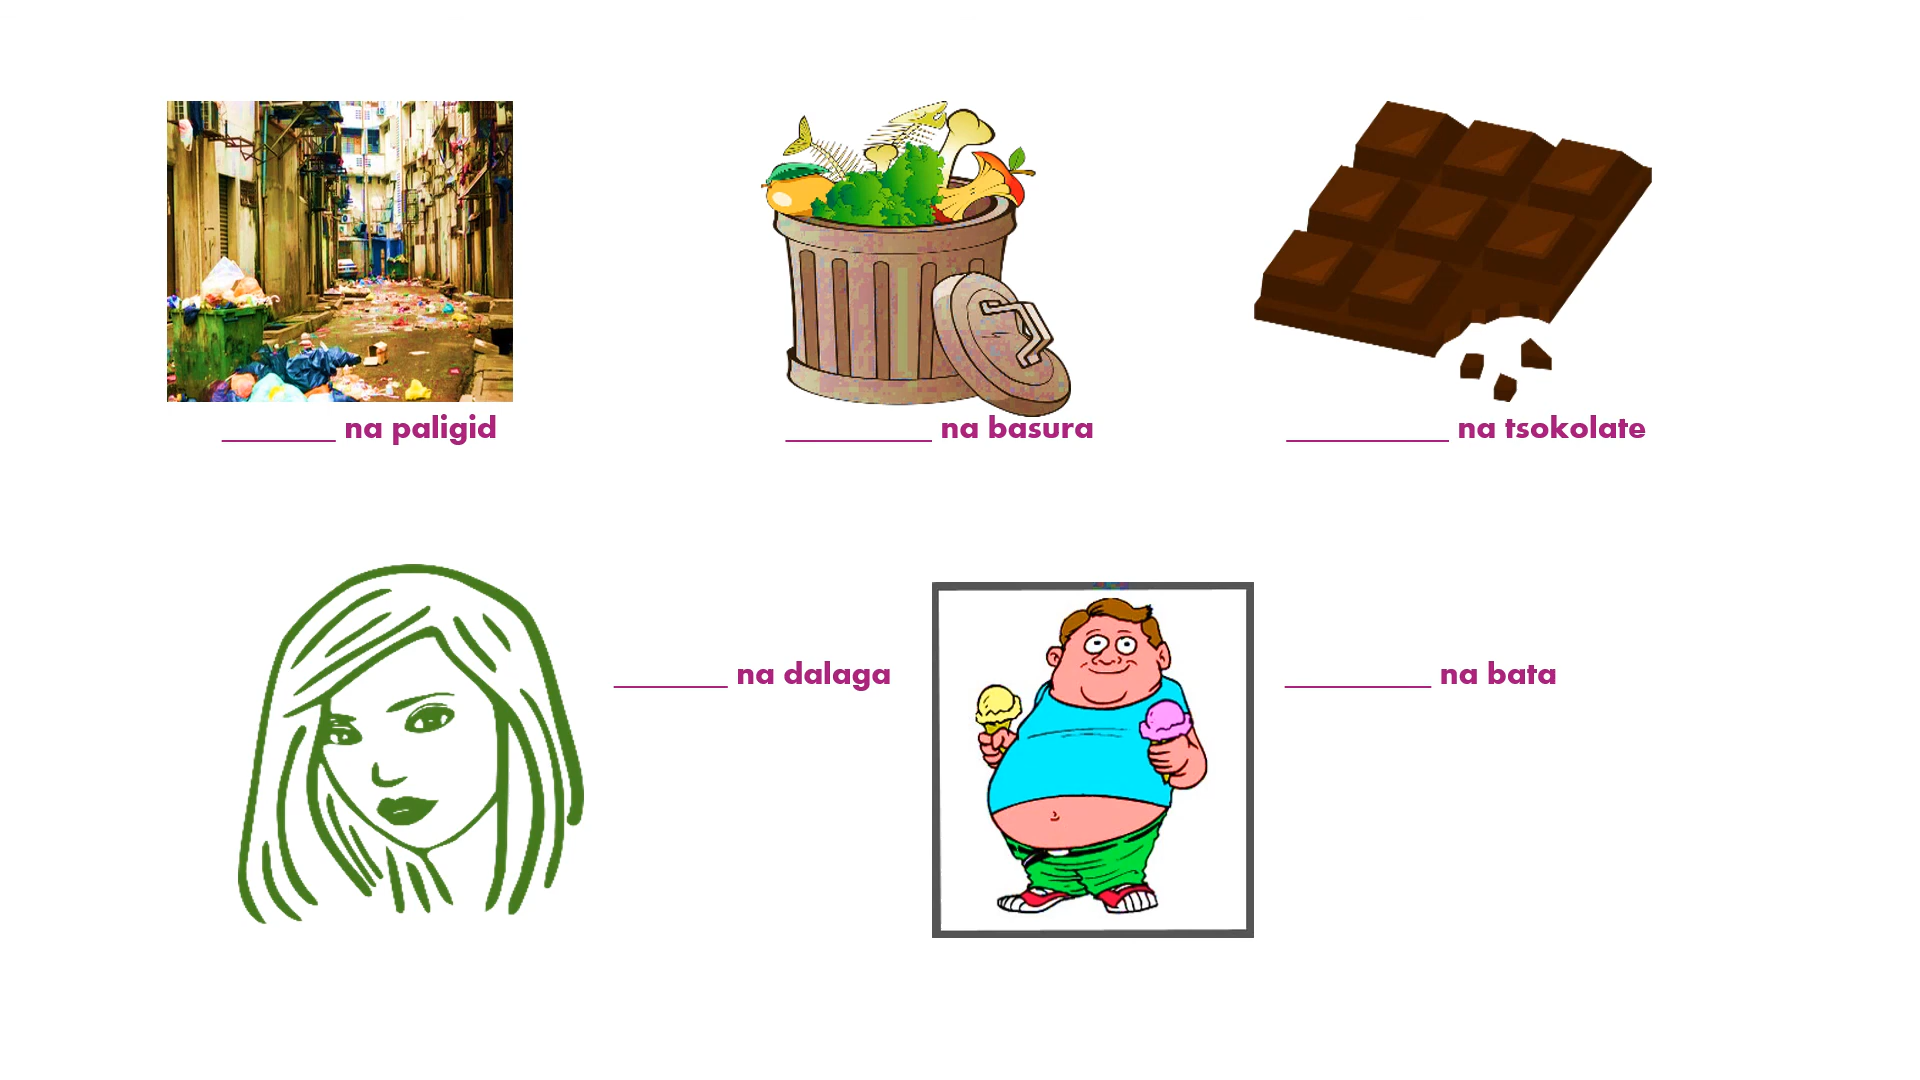 _______ na paligid
_________ na basura
__________ na tsokolate
_______ na dalaga
_________ na bata